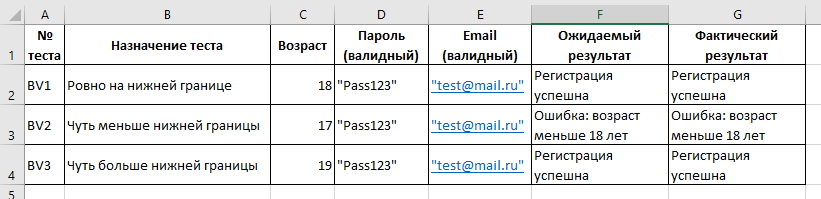 A B C D E F G
1 № теста Назначение теста Возраст Пароль (валидный) Email (валидный) Ожидаемый результат Фактический результат
2 BV1 Ровно на нижней границе 18 "Pass123" "test@mail.ru" Регистрация успешна Регистрация успешна
3 BV2 Чуть меньше нижней границы 17 "Pass123" "test@mail.ru" Ошибка: возраст меньше 18 лет Ошибка: возраст меньше 18 лет
4 BV3 Чуть больше нижней границы 19 "Pass123" "test@mail.ru" Регистрация успешна Регистрация успешна
5